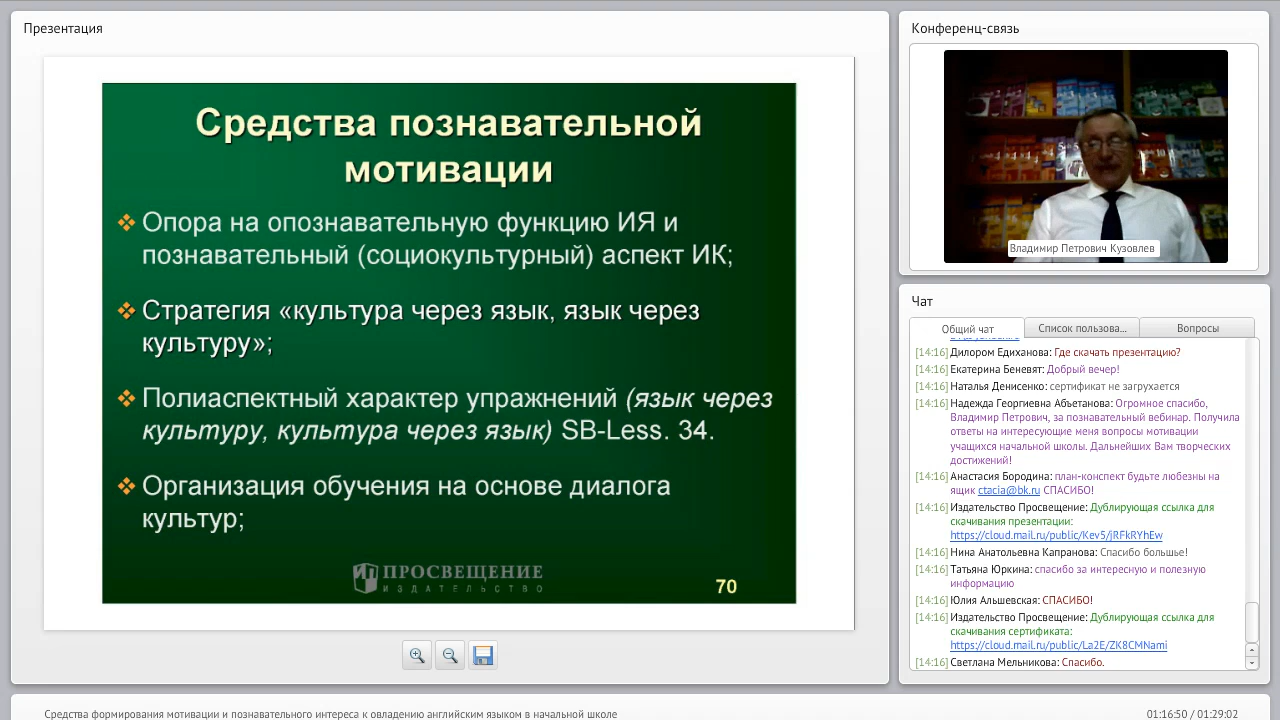 Презентация
Средства познавательной
мотивации
Опора на опознавательную функцию ИЯ и
познавательный (социокультурный) аспект ИК;
Стратегия «культура через язык, язык через
культуру»;
Полиаспектный характер упражнений (язык через
культуру, культура через язык) SB-Less. 34.
Организация обучения на основе диалога
культур;
ПРОСВЕЩЕНИЕ
ИЗДАТЕЛЬСТВО
70
Конференц-связь
Владимир Петрович Кузовлев
Чат
Общий чат
Список пользова...
Вопросы
[14:16] Дилором Едиханова: Где скачать презентацию?
[14:16] Екатерина Беневят: Добрый вечер!
[14:16] Наталья Денисенко: сертификат не загрухается
[14:16] Надежда Георгиевна Абъетанова: Огромное спасибо,
Владимир Петрович, за познавательный вебинар. Получила
ответы на интересующие меня вопросы мотивации
учащихся начальной школы. Дальнейших Вам творческих
достижений!
[14:16] Анастасия Бородина: план-конспект будьте любезны на
ящик ctacia@bk.ru СПАСИБО!
[14:16] Издательство Просвещение: Дублирующая ссылка для
скачивания презентации:
https://cloud.mail.ru/public/Kev5/jRFkRYhEw
[14:16] Нина Анатольевна Капранова: Спасибо большье!
[14:16] Татьяна Юркина: спасибо за интересную и полезную
информацию
[14:16] Юлия Альшевская: СПАСИБО!
[14:16] Издательство Просвещение: Дублирующая ссылка для
скачивания сертификата:
https://cloud.mail.ru/public/La2E/ZK8CMNami
[14:16] Светлана Мельникова: Спасибо.
Средства формирования мотивации и познавательного интереса к овладению английским языком в начальной школе
01:16:50 / 01:29:02